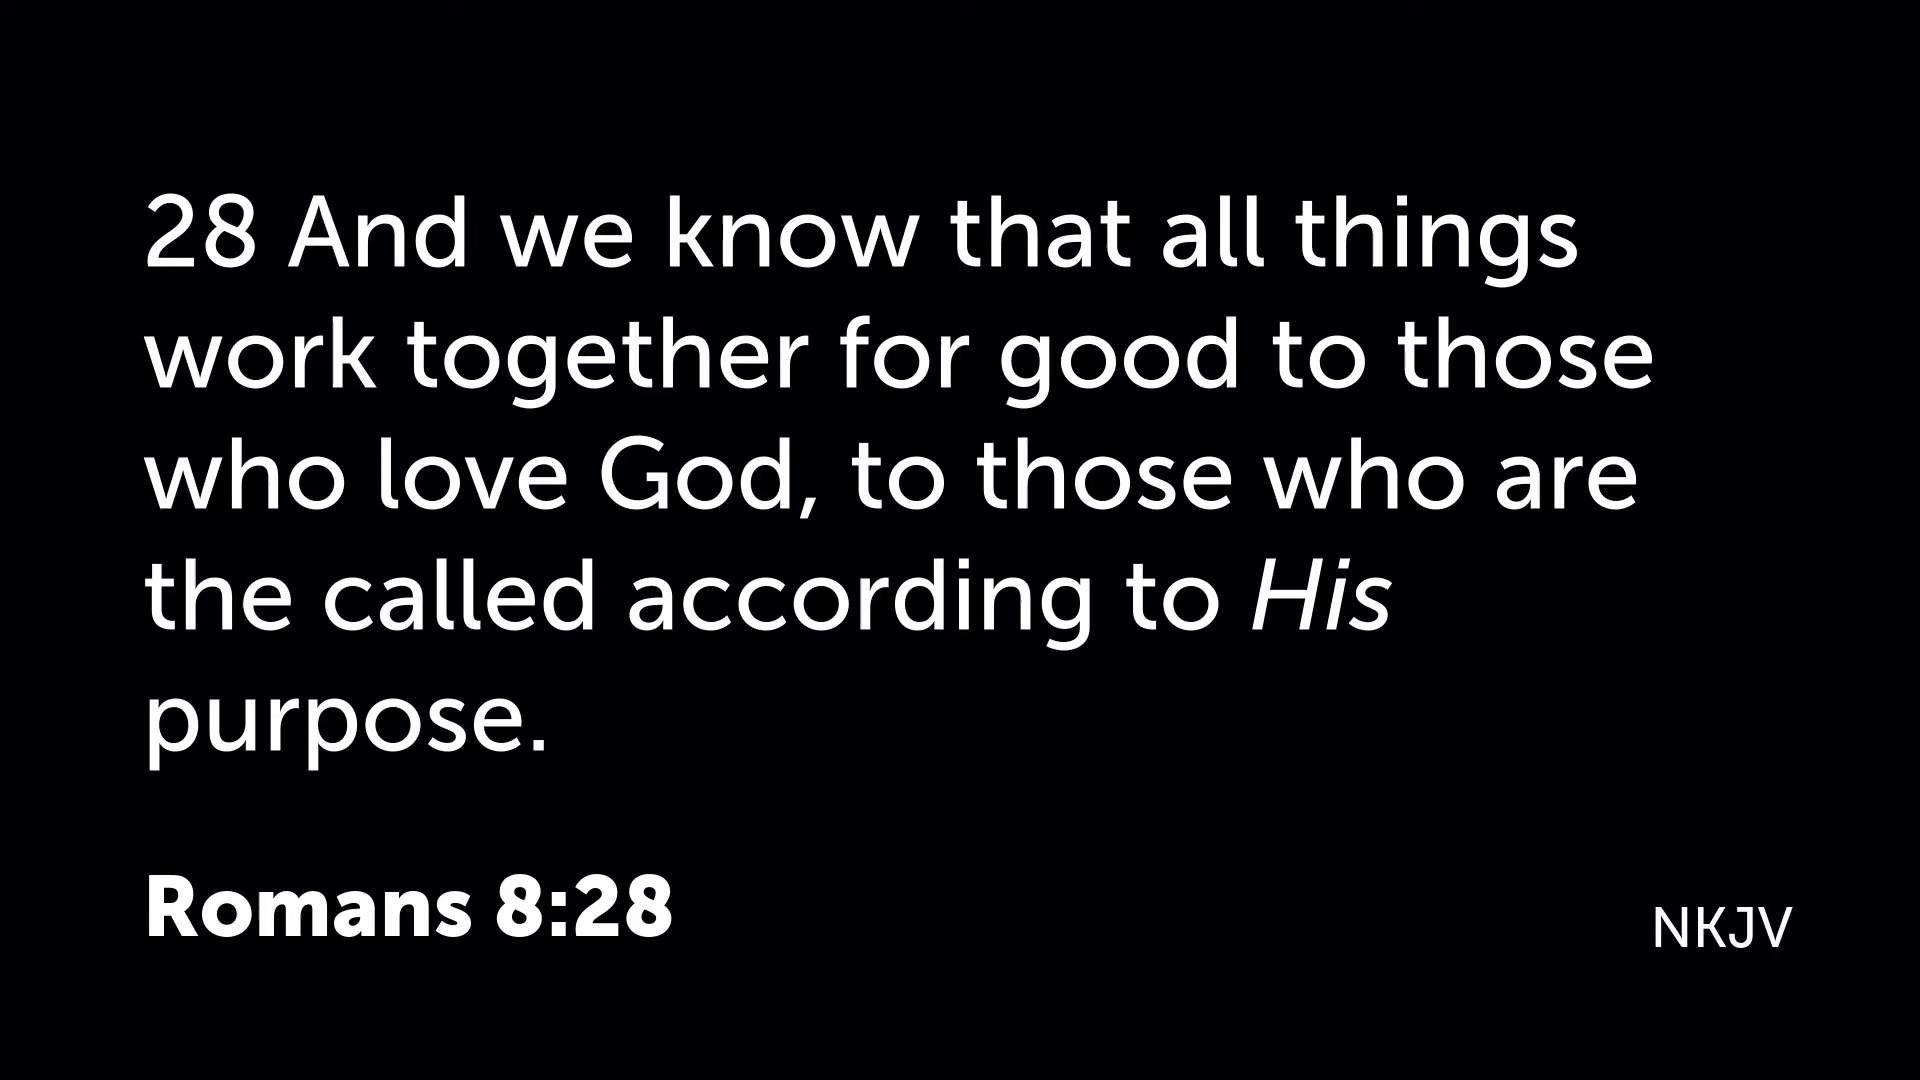 28 And we know that all things
work together for good to those
who love God, to those who are
the called according to His
purpose.
Romans 8:28
NKJV